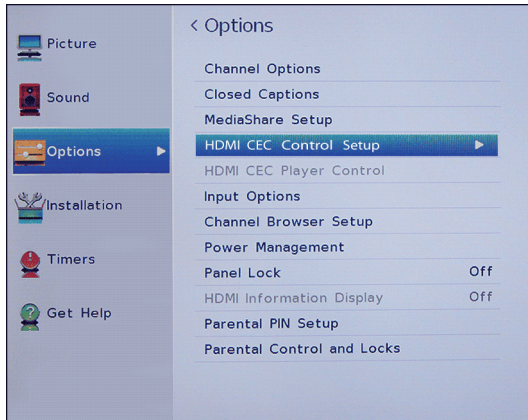 Picture
Sound
Options
Installation
Timers
Get Help
< Options
Channel Options
Closed Captions
MediaShare Setup
HDMI CEC Control Setup
HDMI CEC Player Control
Input Options
Channel Browser Setup
Power Management
Panel Lock Off
HDMI Information Display Off
Parental PIN Setup
Parental Control and Locks